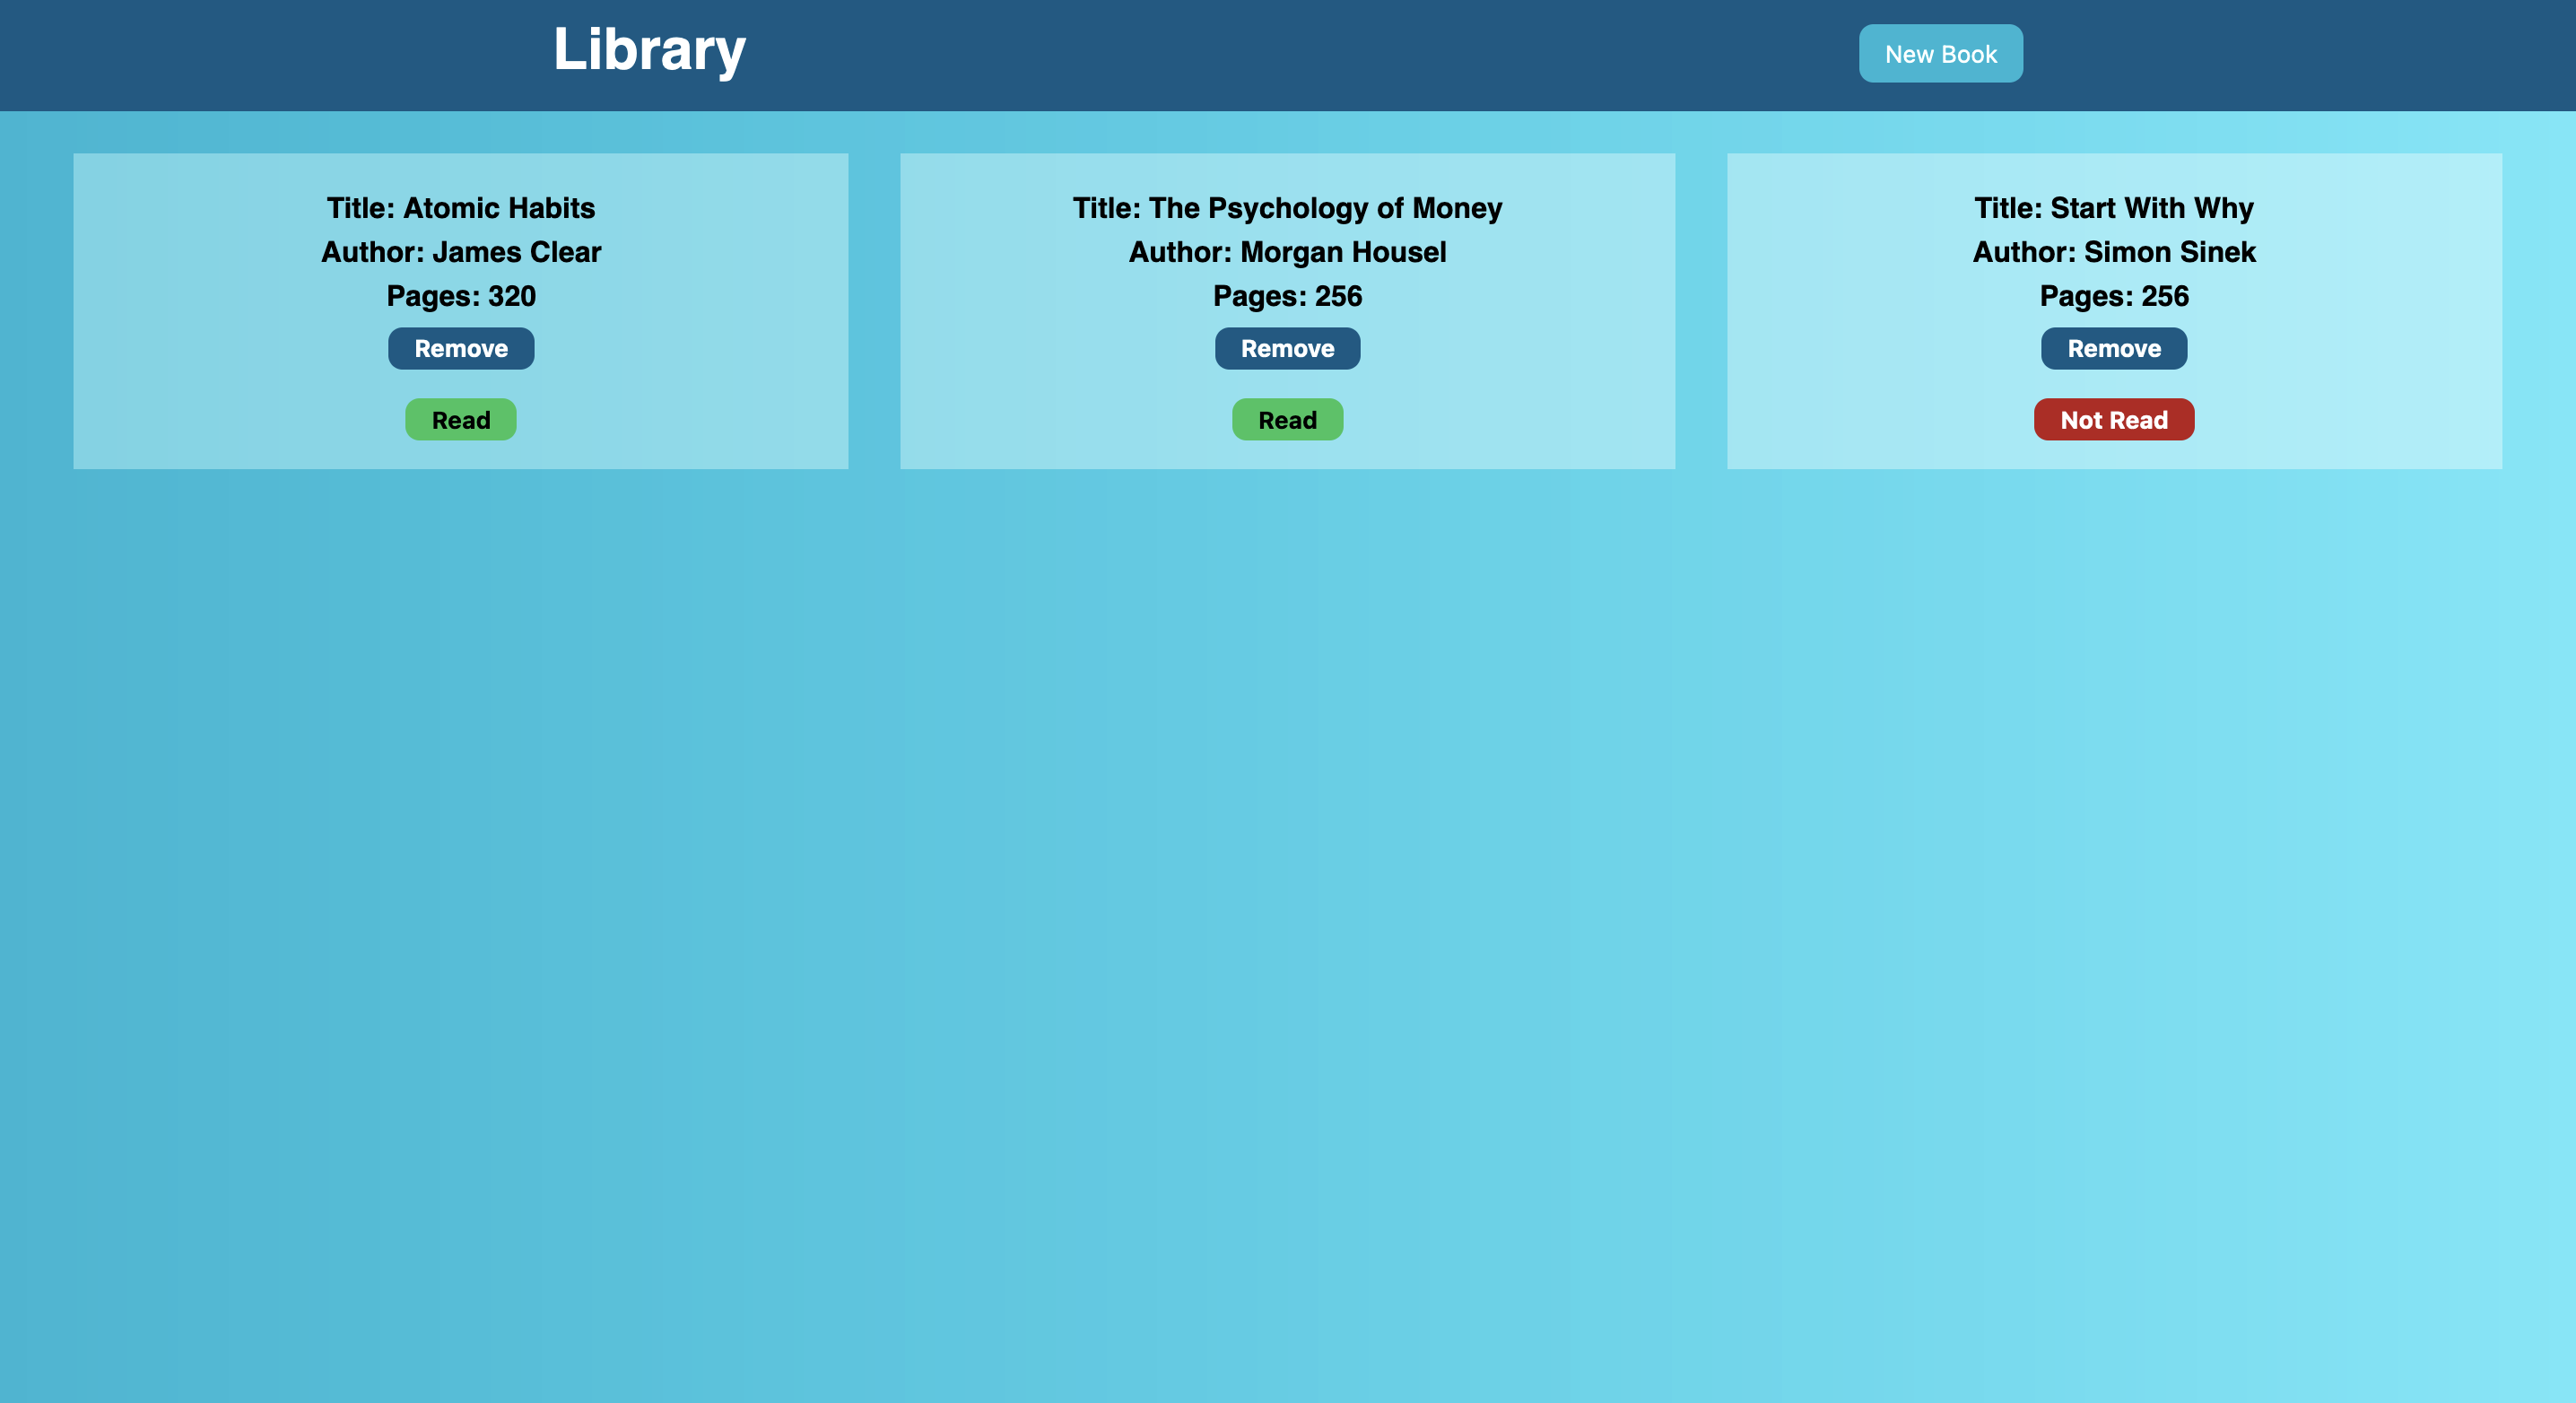 Library
New Book
Title: Atomic Habits
Author: James Clear
Pages: 320
Remove
Read
Title: The Psychology of Money
Author: Morgan Housel
Pages: 256
Remove
Read
Title: Start With Why
Author: Simon Sinek
Pages: 256
Remove
Not Read